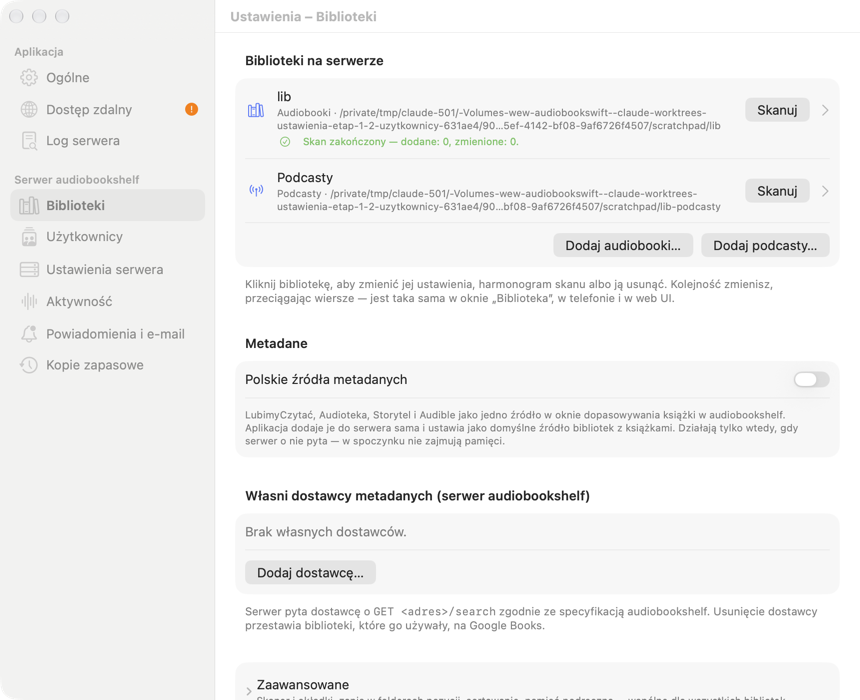 Ustawienia – Biblioteki
Aplikacja
Ogólne
Dostęp zdalny
!
Log serwera
Serwer audiobookshelf
Biblioteki
Użytkownicy
Ustawienia serwera
Aktywność
Powiadomienia i e-mail
Kopie zapasowe
Biblioteki na serwerze
lib
Audiobooki · /private/tmp/claude-501/-Volumes-wew-audiobookswift--claude-worktrees-
ustawienia-etap-1-2-uzytkownicy-631ae4/90...5ef-4142-bf08-9af6726f4507/scratchpad/lib
Skan zakończony — dodane: 0, zmienione: 0.
Skanuj
Podcasty
Podcasty · /private/tmp/claude-501/-Volumes-wew-audiobookswift--claude-worktrees-
ustawienia-etap-1-2-uzytkownicy-631ae4/90...bf08-9af6726f4507/scratchpad/lib-podcasty
Skanuj
Dodaj audiobooki...
Dodaj podcasty...
Kliknij bibliotekę, aby zmienić jej ustawienia, harmonogram skanu albo ją usunąć. Kolejność zmienisz,
przeciągając wiersze — jest taka sama w oknie „Biblioteka”, w telefonie i w web UI.
Metadane
Polskie źródła metadanych
LubimyCzytać, Audioteka, Storytel i Audible jako jedno źródło w oknie dopasowywania książki w audiobookshelf.
Aplikacja dodaje je do serwera sama i ustawia jako domyślne źródło bibliotek z książkami. Działają tylko wtedy, gdy
serwer o nie pyta — w spoczynku nie zajmują pamięci.
Własni dostawcy metadanych (serwer audiobookshelf)
Brak własnych dostawców.
Dodaj dostawcę...
Serwer pyta dostawcę o GET <adres>/search zgodnie ze specyfikacją audiobookshelf. Usunięcie dostawcy
przestawia biblioteki, które go używały, na Google Books.
Zaawansowane